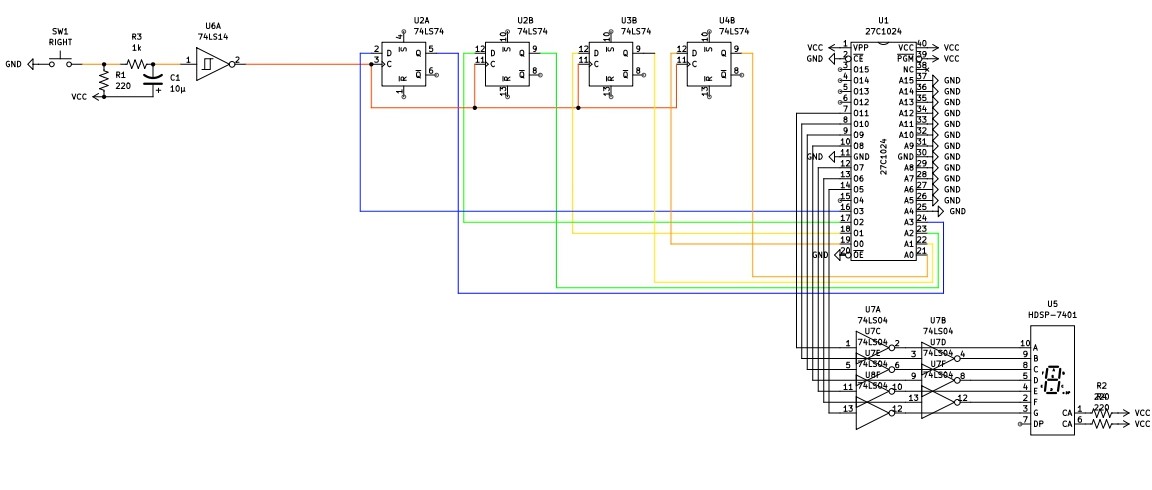 SW1
RIGHT
GND
R1
220
VCC
R3
1k
C1
10µ
+
U6A
74LS14
1
2
U2A
74LS74
4
2
D
S
Q
5
3
C
Q
6
R
1
U2B
74LS74
10
12
D
S
Q
9
11
C
Q
8
R
13
U3B
74LS74
10
12
D
S
Q
9
11
C
Q
8
R
13
U4B
74LS74
10
12
D
S
Q
9
11
C
Q
8
R
13
U1
27C1024
VCC 1 VPP VCC 40 VCC
GND 2 CE PGM 39 VCC
3 O15 NC 38
4 O14 A15 37 GND
5 O13 A14 36 GND
6 O12 A13 35 GND
7 O11 A12 34 GND
8 O10 A11 33 GND
9 O9 A10 32 GND
10 O8 A9 31 GND
GND 11 GND GND 30 GND
12 O7 A8 29 GND
13 O6 A7 28 GND
14 O5 A6 27 GND
15 O4 A5 26 GND
16 O3 A4 25 GND
17 O2 A3 24
18 O1 A2 23
19 O0 A1 22
GND 20 OE A0 21
27C1024
U7A
74LS04
U7C
74LS04
U7E
74LS04
U8F
74LS04
1
2
5
6
11
10
13
12
U7B
74LS04
U7D
74LS04
U7F
74LS04
3
4
9
8
13
12
U5
HDSP-7401
10 A
9 B
8 C
5 D
4 E
2 F
3 G
7 DP
CA 1
CA 6
R2
220
VCC
VCC